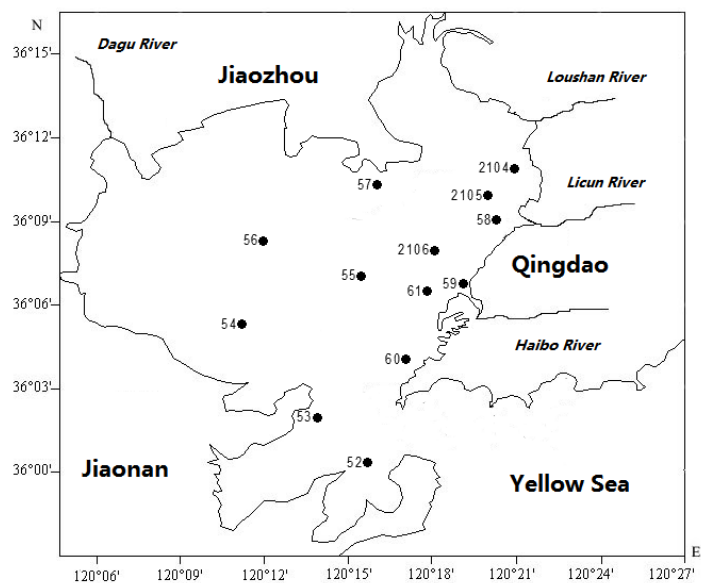 N
36°15'
Dagu River
Jiaozhou
Loushan River
36°12'
2104
57
2105
Licun River
36°09'
58
56
2106
Qingdao
55
59
61
36°06'
54
Haibo River
60
36°03'
53
36°00'
Jiaonan
52
Yellow Sea
E
120°06'
120°09'
120°12'
120°15'
120°18'
120°21'
120°24'
120°27'